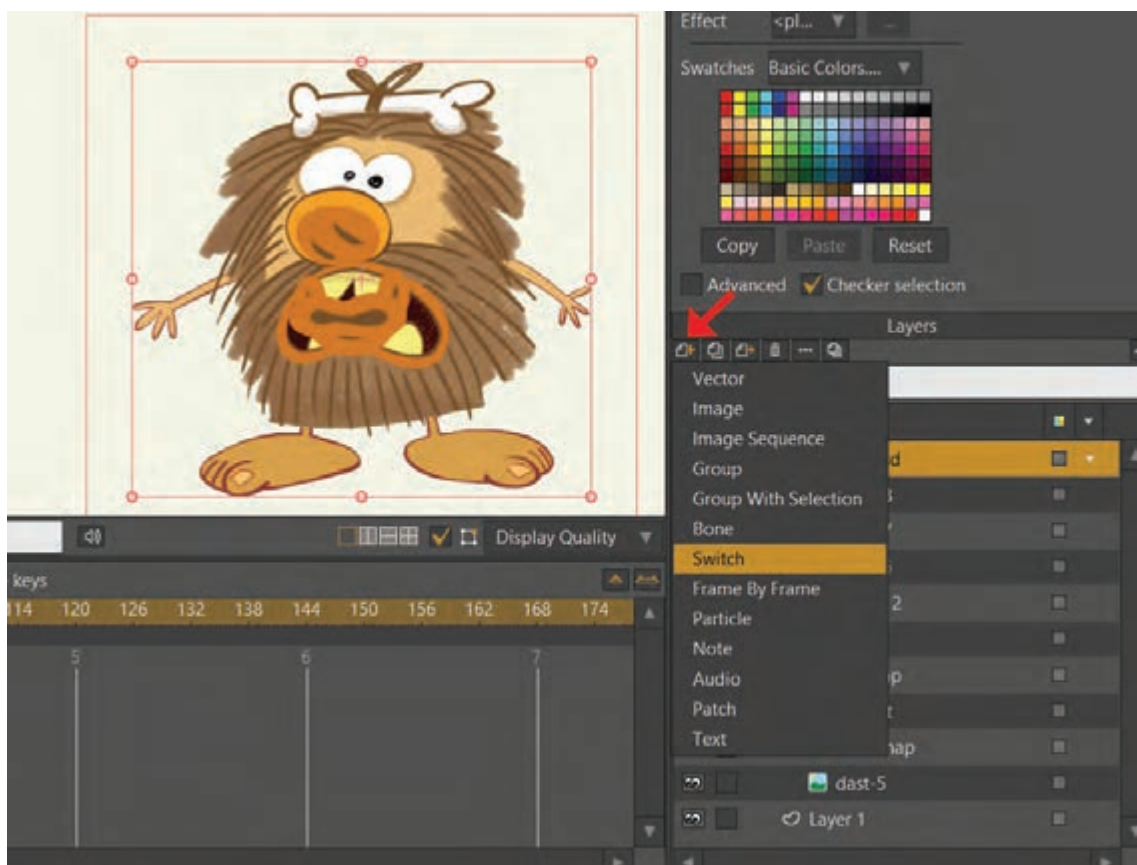 Effect <pl...
Swatches Basic Colors....
Copy Paste Reset
Advanced Checker selection
Layers
Vector
Image
Image Sequence
Group
Group With Selection
Bone
Switch
Frame By Frame
Particle
Note
Audio
Patch
Text
dast-5
Layer 1
Display Quality
keys
114 120 126 132 138 144 150 156 162 168 174
5 6 7